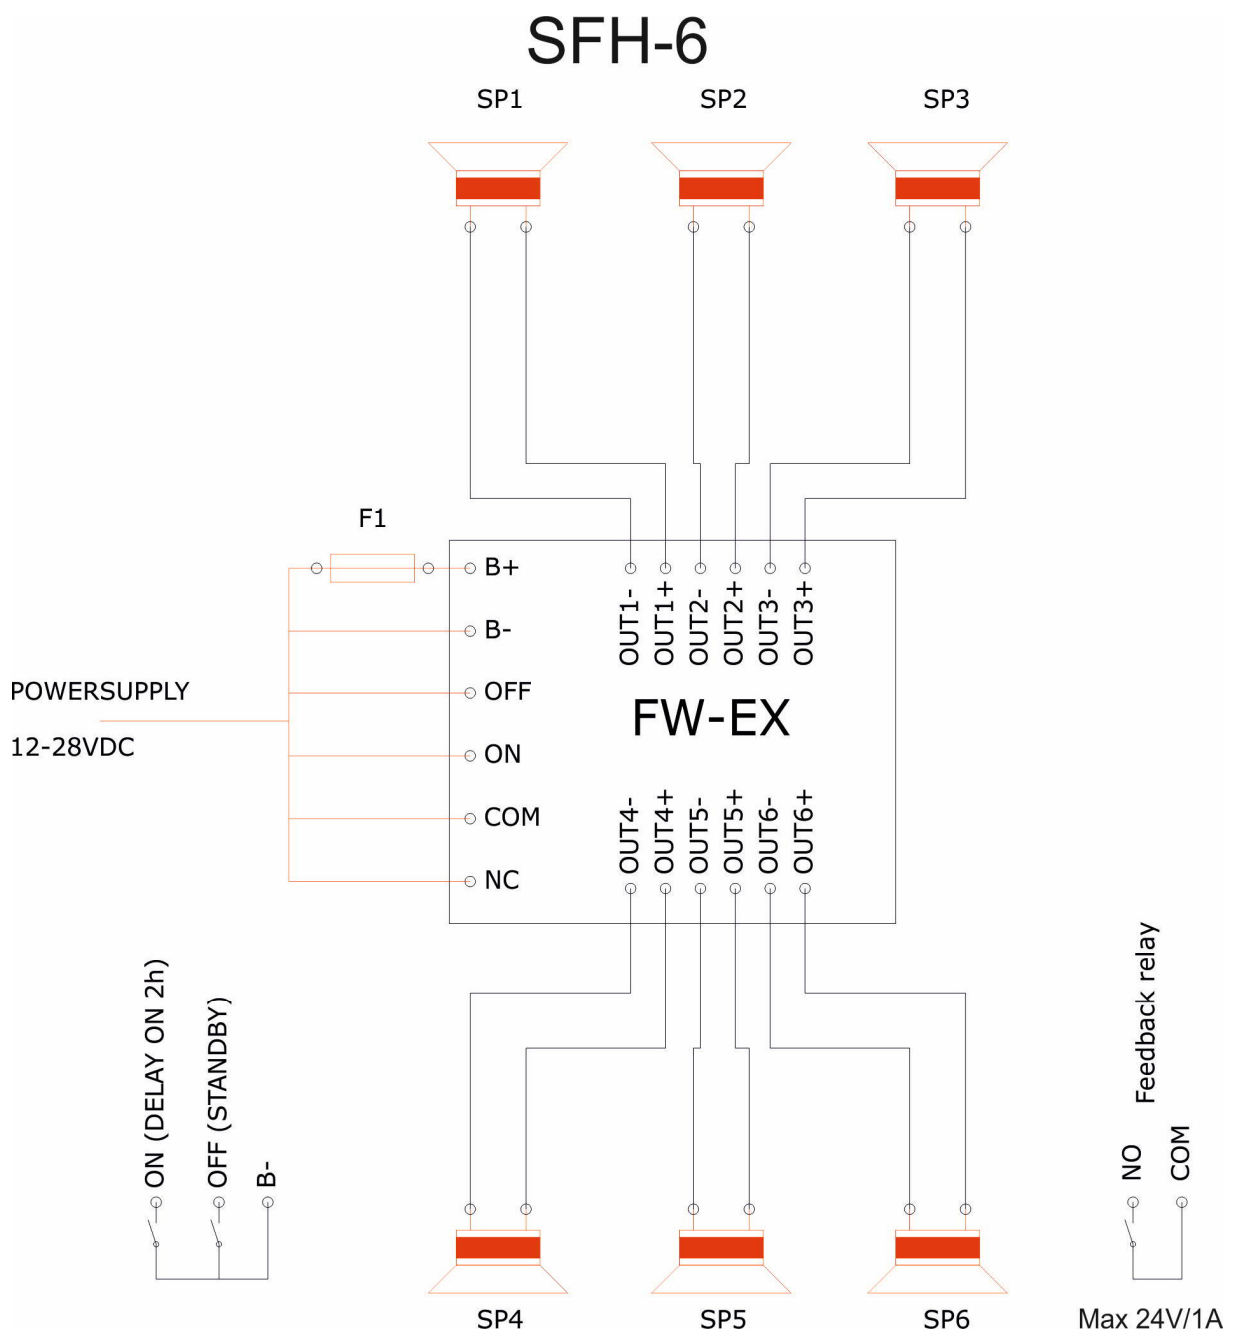 SFH-6
SP1
SP2
SP3
F1
B+
B-
OFF
ON
COM
NC
OUT1-
OUT1+
OUT2-
OUT2+
OUT3-
OUT3+
FW-EX
POWERSUPPLY
12-28VDC
OUT4-
OUT4+
OUT5-
OUT5+
OUT6-
OUT6+
ON (DELAY ON 2h)
OFF (STANDBY)
B-
Feedback relay
NO
COM
SP4
SP5
SP6
Max 24V/1A